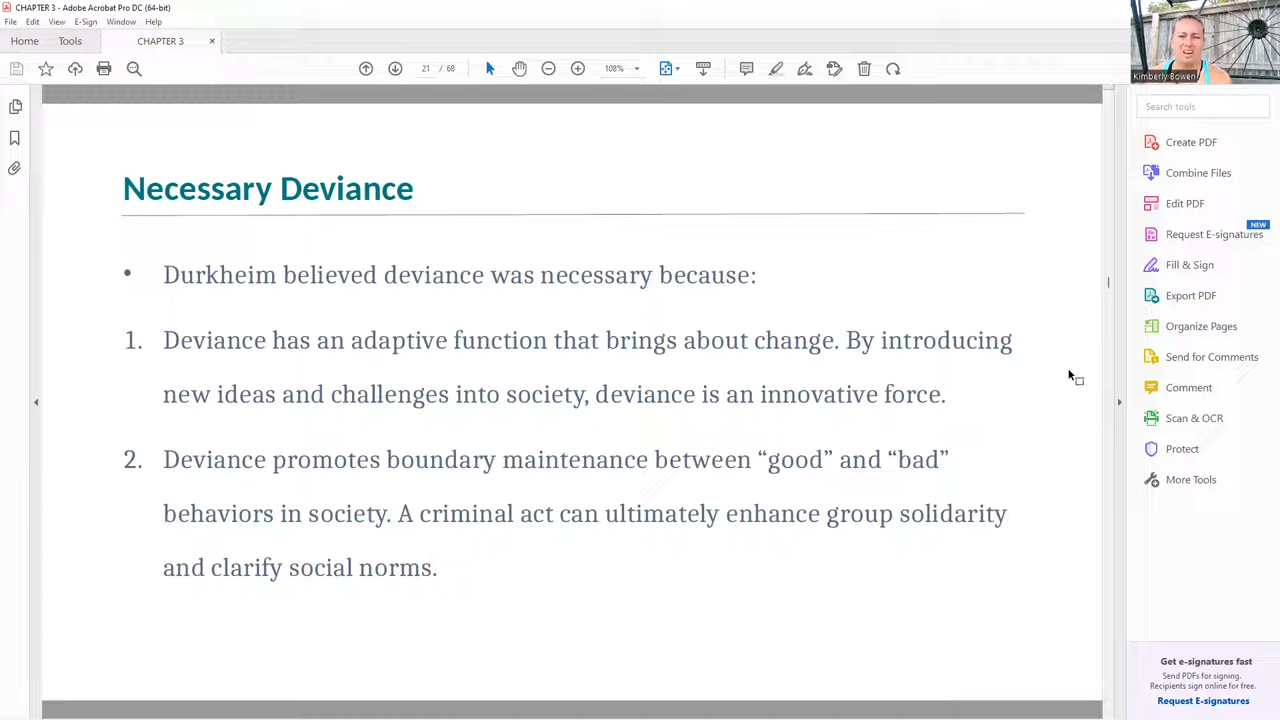 CHAPTER 3 - Adobe Acrobat Pro DC (64-bit)
File Edit View E-Sign Window Help
Home Tools CHAPTER 3 ×
21 / 68 108%
Kimberly Bowen
Search tools
Necessary Deviance
• Durkheim believed deviance was necessary because:
1. Deviance has an adaptive function that brings about change. By introducing
new ideas and challenges into society, deviance is an innovative force.
2. Deviance promotes boundary maintenance between “good” and “bad”
behaviors in society. A criminal act can ultimately enhance group solidarity
and clarify social norms.
Create PDF
Combine Files
Edit PDF
NEW
Request E-signatures
Fill & Sign
Export PDF
Organize Pages
Send for Comments
Comment
Scan & OCR
Protect
More Tools
Get e-signatures fast
Send PDFs for signing.
Recipients sign online for free.
Request E-signatures